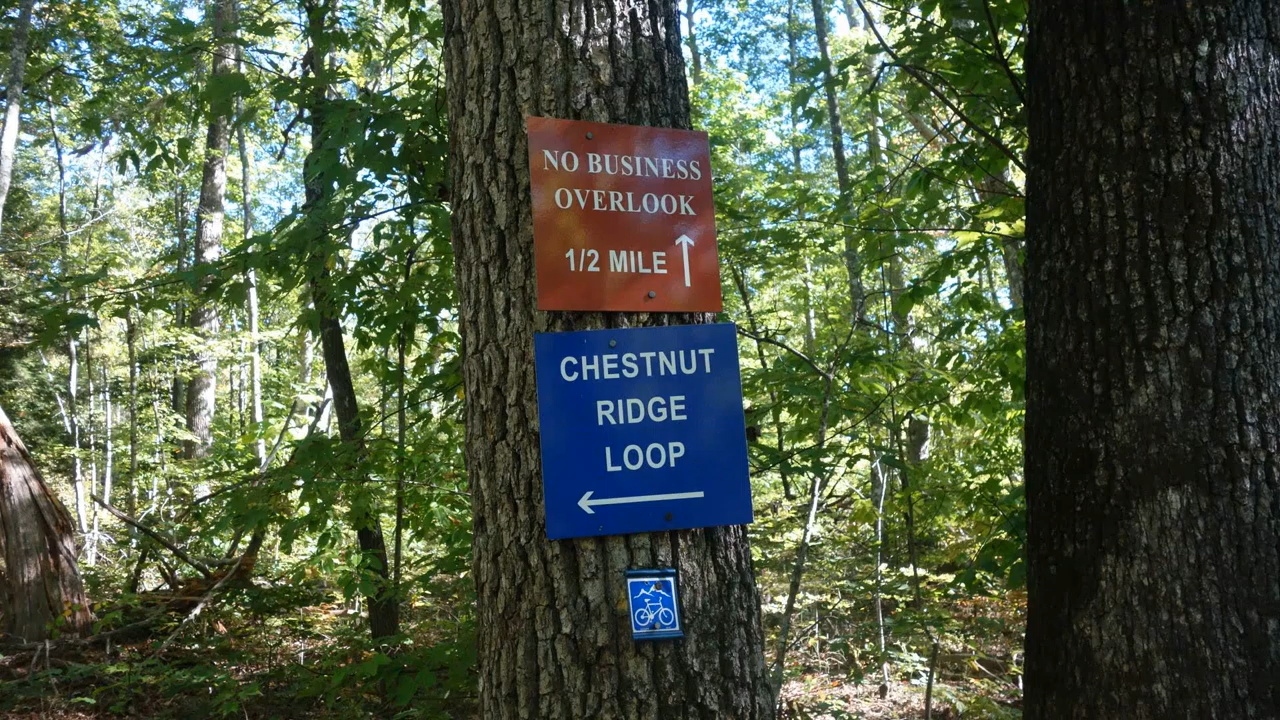 NO BUSINESS
OVERLOOK
1/2 MILE ↑
CHESTNUT
RIDGE
LOOP
←